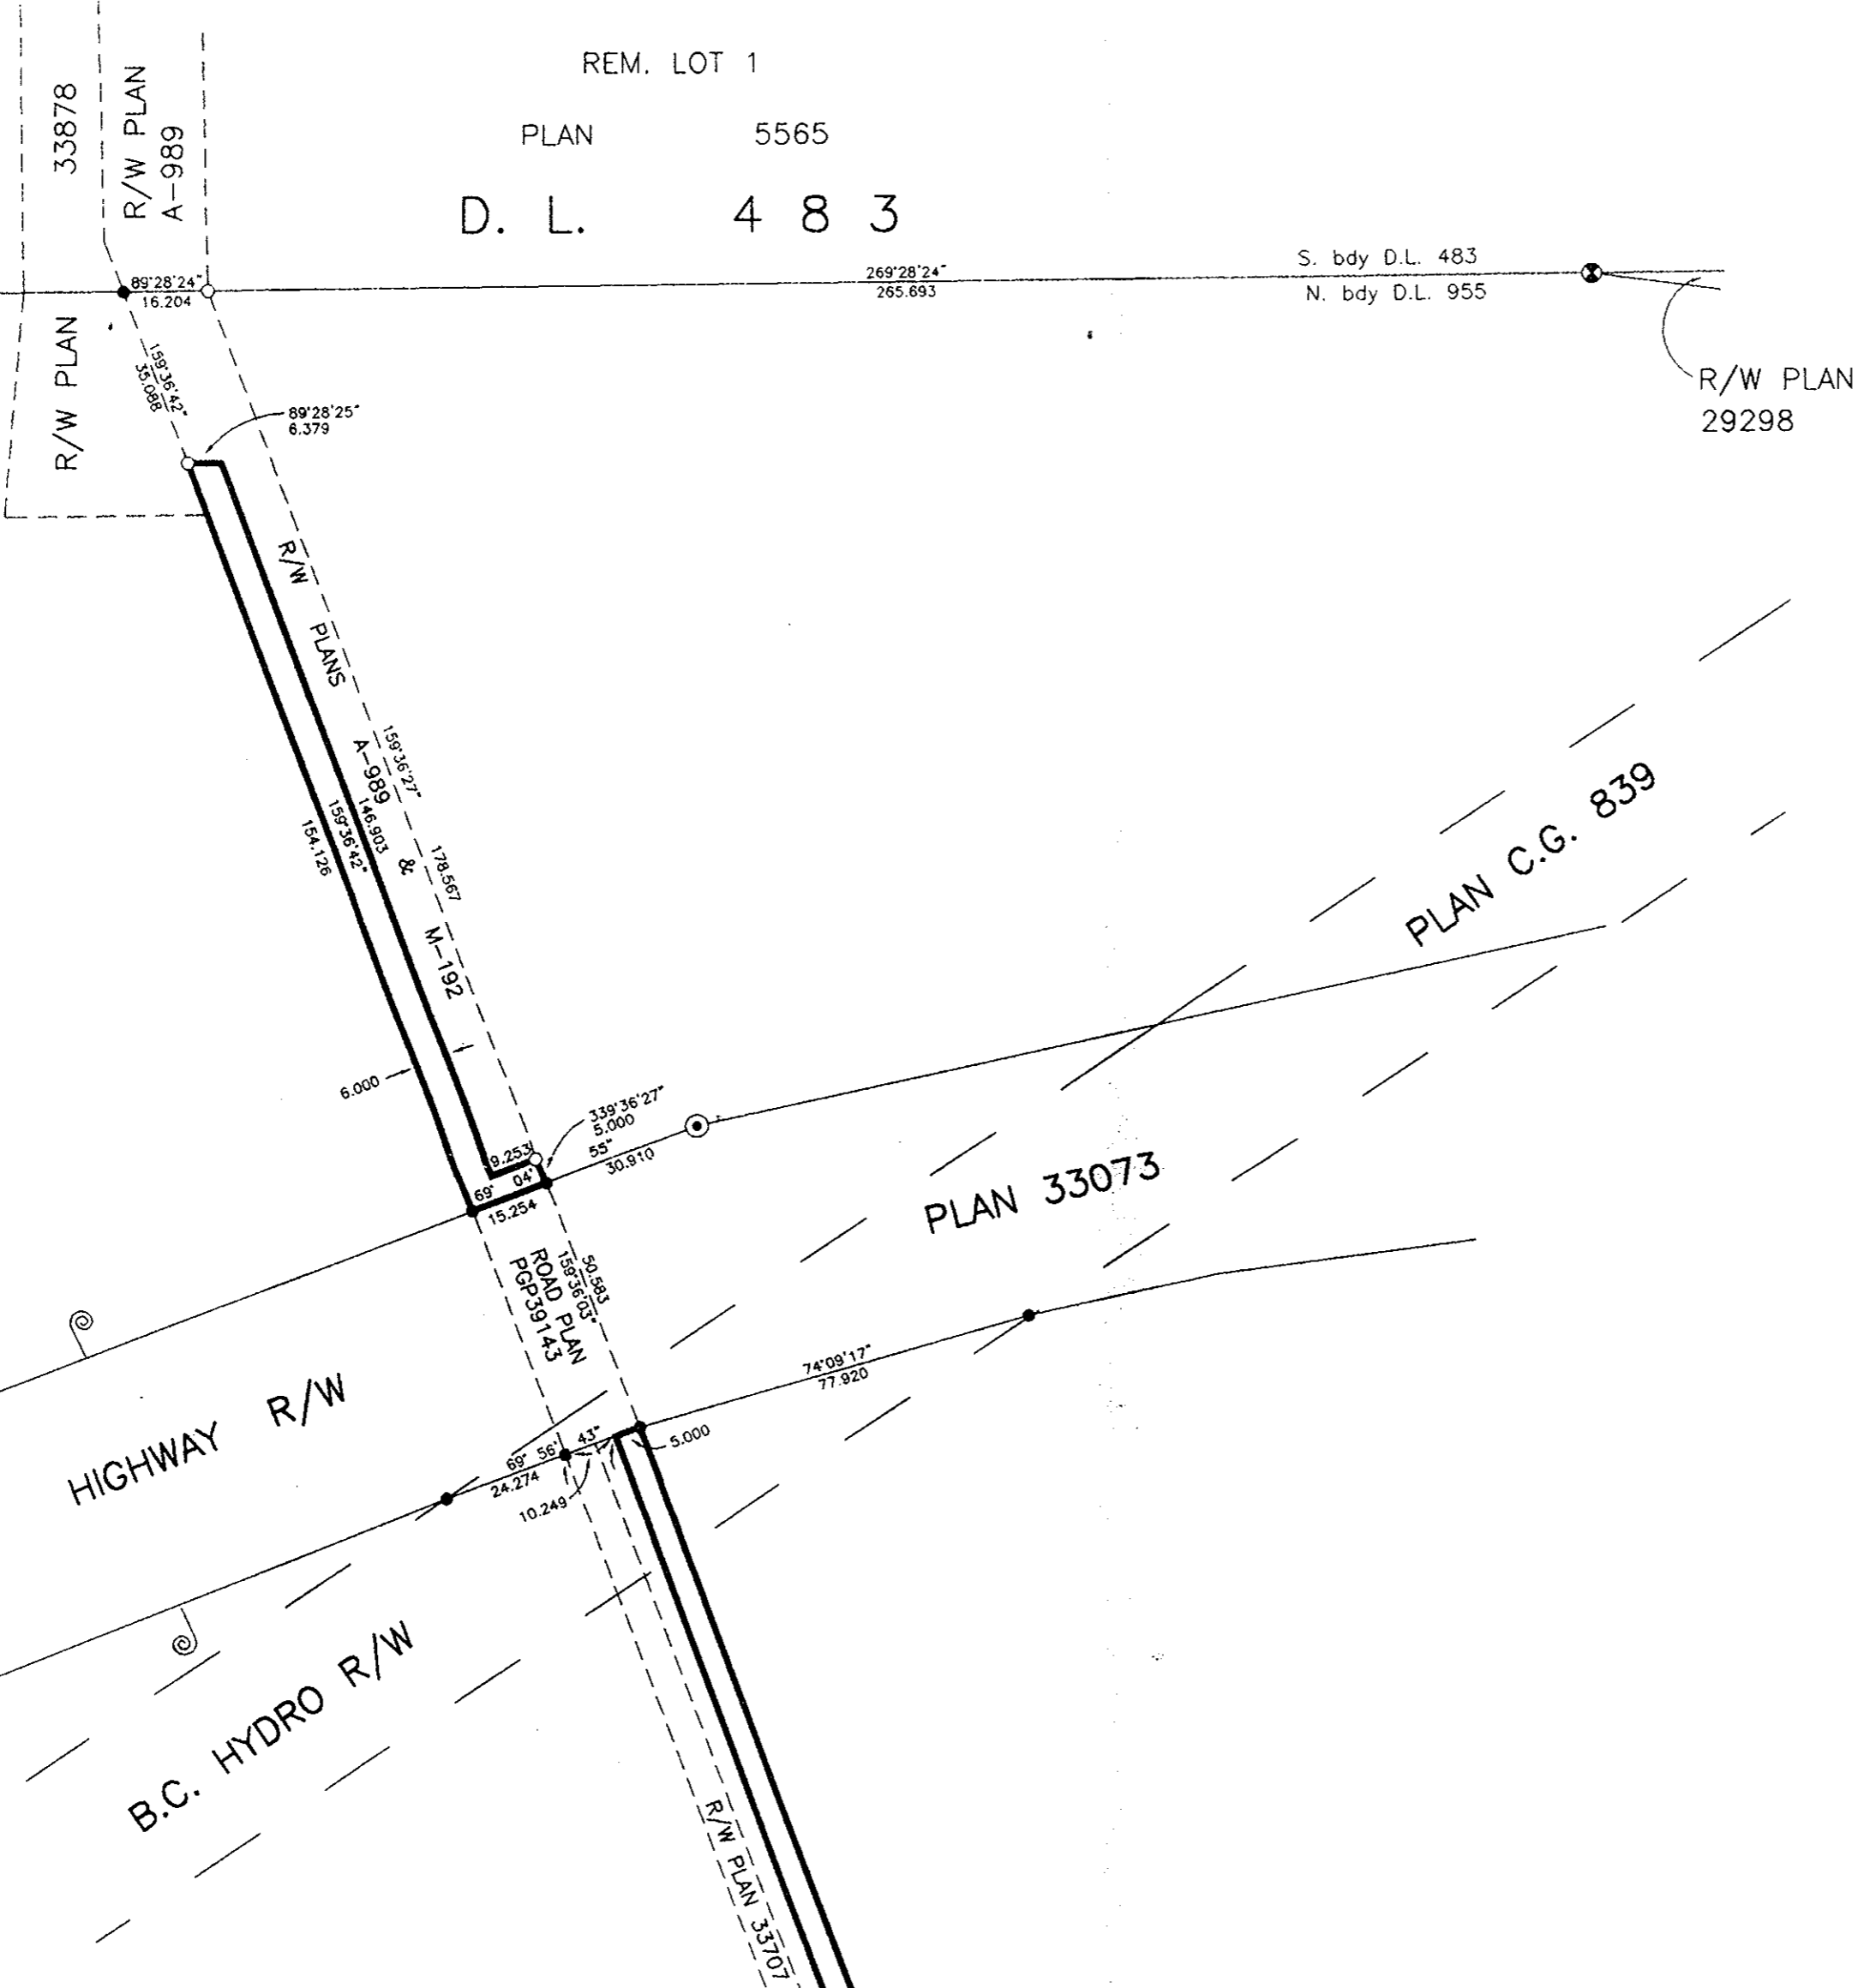 REM. LOT 1
PLAN 5565
D. L. 4 8 3
33878
R/W PLAN
A-989
R/W PLAN
89°28'24"
16.204
269°28'24"
265.693
S. bdy D.L. 483
N. bdy D.L. 955
R/W PLAN
29298
159°36'42"
35.088
89°28'25"
6.379
R/W PLANS A-989 & M-192
159°36'27"
178.567
146.903
159°36'42"
154.126
6.000
339°36'27"
5.000
9.253
69° 04' 55"
15.254
30.910
PLAN C.G. 839
PLAN 33073
50.583
159°36'03"
ROAD PLAN
PGP39143
74°09'17"
77.920
HIGHWAY R/W
69° 56' 43"
24.274
10.249
5.000
B.C. HYDRO R/W
R/W PLAN 33707